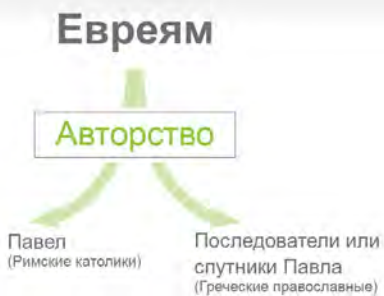 Евреям
Авторство
Павел
(Римские католики)
Последователи или
спутники Павла
(Греческие православные)